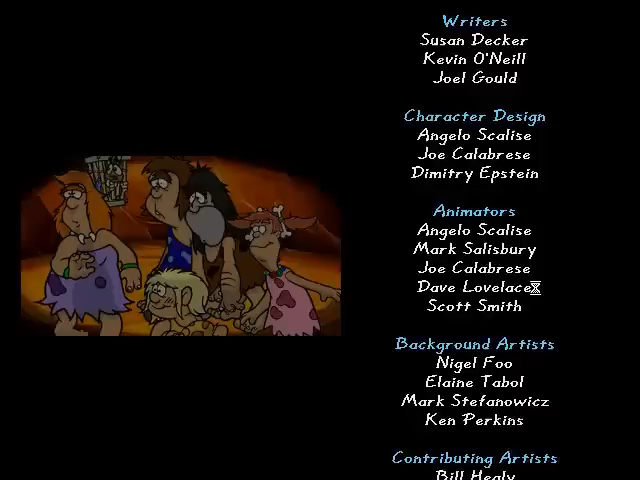 Writers
Susan Decker
Kevin O'Neill
Joel Gould
Character Design
Angelo Scalise
Joe Calabrese
Dimitry Epstein
Animators
Angelo Scalise
Mark Salisbury
Joe Calabrese
Dave Lovelace
Scott Smith
Background Artists
Nigel Foo
Elaine Tabol
Mark Stefanowicz
Ken Perkins
Contributing Artists
Bill Healy